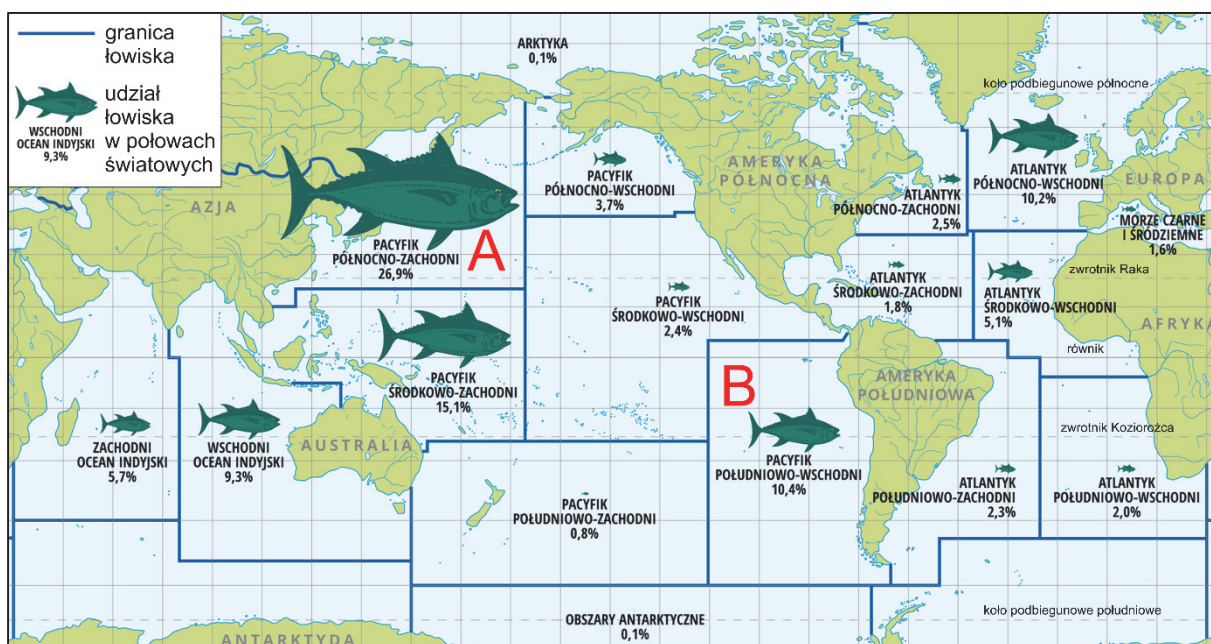 granica
łowiska
WSCHODNI
OCEAN INDYJSKI
9,3%
udział
łowiska
w połowach
światowych
ARKTYKA
0,1%
koło podbiegunowe północne
AZJA
AMERYKA
PÓŁNOCNA
EUROPA
PACYFIK
PÓŁNOCNO-ZACHODNI
26,9%
A
PACYFIK
PÓŁNOCNO-WSCHODNI
3,7%
ATLANTYK
PÓŁNOCNO-ZACHODNI
2,5%
ATLANTYK
PÓŁNOCNO-WSCHODNI
10,2%
MORZE CZARNE
I ŚRÓDZIEMNE
1,6%
zwrotnik Raka
PACYFIK
ŚRODKOWO-WSCHODNI
2,4%
ATLANTYK
ŚRODKOWO-ZACHODNI
1,8%
ATLANTYK
ŚRODKOWO-WSCHODNI
5,1%
AFRYKA
równik
PACYFIK
ŚRODKOWO-ZACHODNI
15,1%
B
AMERYKA
POŁUDNIOWA
zwrotnik Koziorożca
ZACHODNI
OCEAN INDYJSKI
5,7%
WSCHODNI
OCEAN INDYJSKI
9,3%
AUSTRALIA
PACYFIK
POŁUDNIOWO-WSCHODNI
10,4%
PACYFIK
POŁUDNIOWO-ZACHODNI
0,8%
ATLANTYK
POŁUDNIOWO-ZACHODNI
2,3%
ATLANTYK
POŁUDNIOWO-WSCHODNI
2,0%
koło podbiegunowe południowe
OBSZARY ANTARKTYCZNE
0,1%
ANTARKTYDA